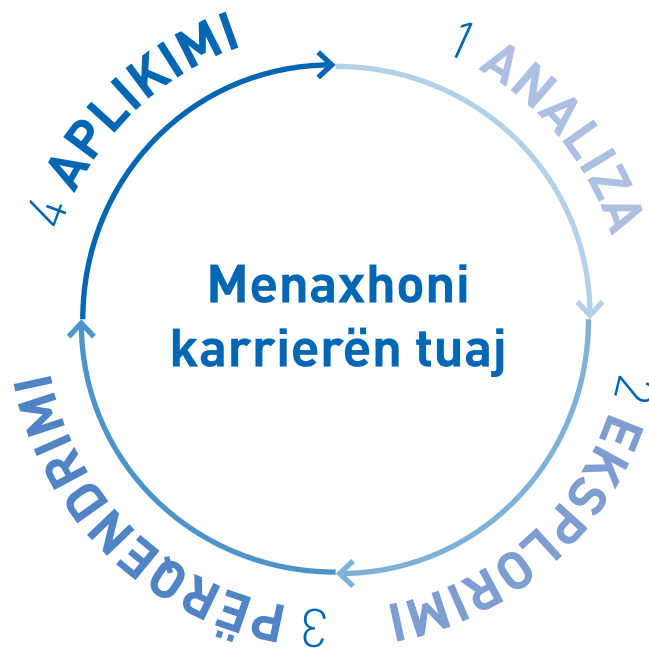 1 ANALIZA
2 EKSPLORIMI
3 PËRQENDRIMI
4 APLIKIMI
Menaxhoni
karrierën tuaj